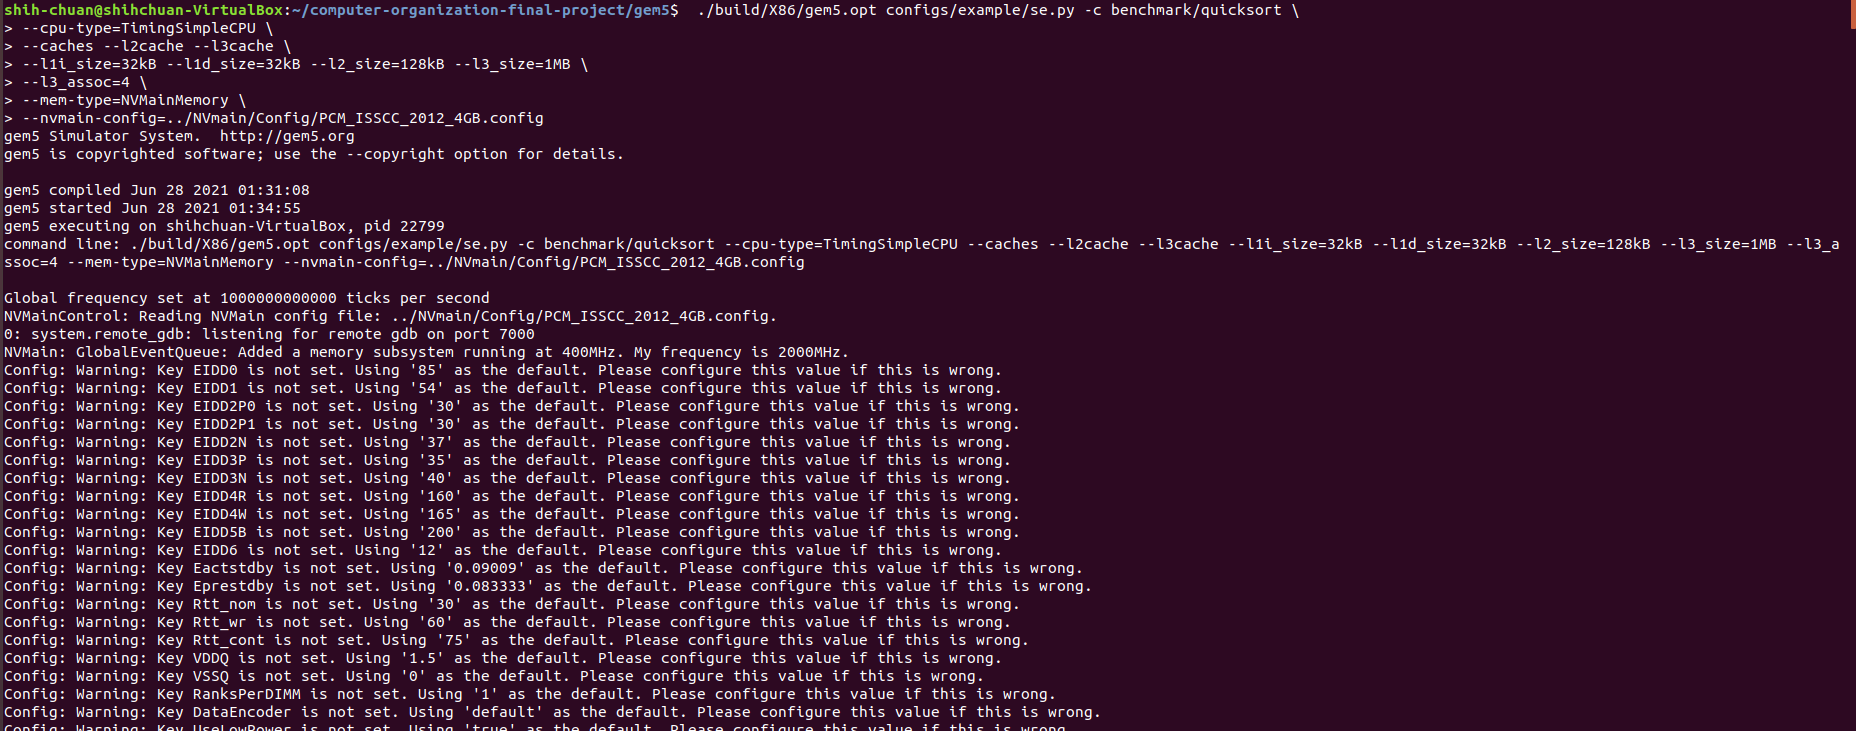 shih-chuan@shihchuan-VirtualBox:~/computer-organization-final-project/gem5$  ./build/X86/gem5.opt configs/example/se.py -c benchmark/quicksort \
> --cpu-type=TimingSimpleCPU \
> --caches --l2cache --l3cache \
> --l1i_size=32kB --l1d_size=32kB --l2_size=128kB --l3_size=1MB \
> --l3_assoc=4 \
> --mem-type=NVMainMemory \
> --nvmain-config=../NVmain/Config/PCM_ISSCC_2012_4GB.config
gem5 Simulator System.  http://gem5.org
gem5 is copyrighted software; use the --copyright option for details.

gem5 compiled Jun 28 2021 01:31:08
gem5 started Jun 28 2021 01:34:55
gem5 executing on shihchuan-VirtualBox, pid 22799
command line: ./build/X86/gem5.opt configs/example/se.py -c benchmark/quicksort --cpu-type=TimingSimpleCPU --caches --l2cache --l3cache --l1i_size=32kB --l1d_size=32kB --l2_size=128kB --l3_size=1MB --l3_a
ssoc=4 --mem-type=NVMainMemory --nvmain-config=../NVmain/Config/PCM_ISSCC_2012_4GB.config

Global frequency set at 1000000000000 ticks per second
NVMainControl: Reading NVMain config file: ../NVmain/Config/PCM_ISSCC_2012_4GB.config.
0: system.remote_gdb: listening for remote gdb on port 7000
NVMain: GlobalEventQueue: Added a memory subsystem running at 400MHz. My frequency is 2000MHz.
Config: Warning: Key EIDD0 is not set. Using '85' as the default. Please configure this value if this is wrong.
Config: Warning: Key EIDD1 is not set. Using '54' as the default. Please configure this value if this is wrong.
Config: Warning: Key EIDD2P0 is not set. Using '30' as the default. Please configure this value if this is wrong.
Config: Warning: Key EIDD2P1 is not set. Using '30' as the default. Please configure this value if this is wrong.
Config: Warning: Key EIDD2N is not set. Using '37' as the default. Please configure this value if this is wrong.
Config: Warning: Key EIDD3P is not set. Using '35' as the default. Please configure this value if this is wrong.
Config: Warning: Key EIDD3N is not set. Using '40' as the default. Please configure this value if this is wrong.
Config: Warning: Key EIDD4R is not set. Using '160' as the default. Please configure this value if this is wrong.
Config: Warning: Key EIDD4W is not set. Using '165' as the default. Please configure this value if this is wrong.
Config: Warning: Key EIDD5B is not set. Using '200' as the default. Please configure this value if this is wrong.
Config: Warning: Key EIDD6 is not set. Using '12' as the default. Please configure this value if this is wrong.
Config: Warning: Key Eactstdby is not set. Using '0.09009' as the default. Please configure this value if this is wrong.
Config: Warning: Key Eprestdby is not set. Using '0.083333' as the default. Please configure this value if this is wrong.
Config: Warning: Key Rtt_nom is not set. Using '30' as the default. Please configure this value if this is wrong.
Config: Warning: Key Rtt_wr is not set. Using '60' as the default. Please configure this value if this is wrong.
Config: Warning: Key Rtt_cont is not set. Using '75' as the default. Please configure this value if this is wrong.
Config: Warning: Key VDDQ is not set. Using '1.5' as the default. Please configure this value if this is wrong.
Config: Warning: Key VSSQ is not set. Using '0' as the default. Please configure this value if this is wrong.
Config: Warning: Key RanksPerDIMM is not set. Using '1' as the default. Please configure this value if this is wrong.
Config: Warning: Key DataEncoder is not set. Using 'default' as the default. Please configure this value if this is wrong.
Config: Warning: Key UseLowPower is not set. Using 'true' as the default. Please configure this value if this is wrong.